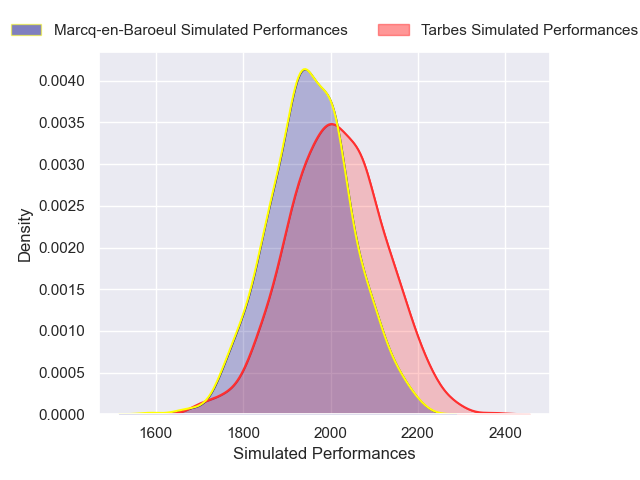 Marcq-en-Baroeul Simulated Performances
Tarbes Simulated Performances
0.0040
0.0035
0.0030
0.0025
0.0020
0.0015
0.0010
0.0005
0.0000
Density
1600 1800 2000 2200 2400
Simulated Performances